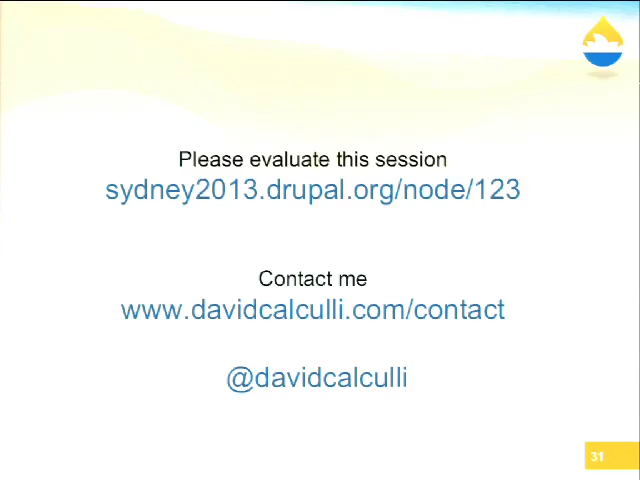 Please evaluate this session
sydney2013.drupal.org/node/123
Contact me
www.davidcalculli.com/contact
@davidcalculli
31